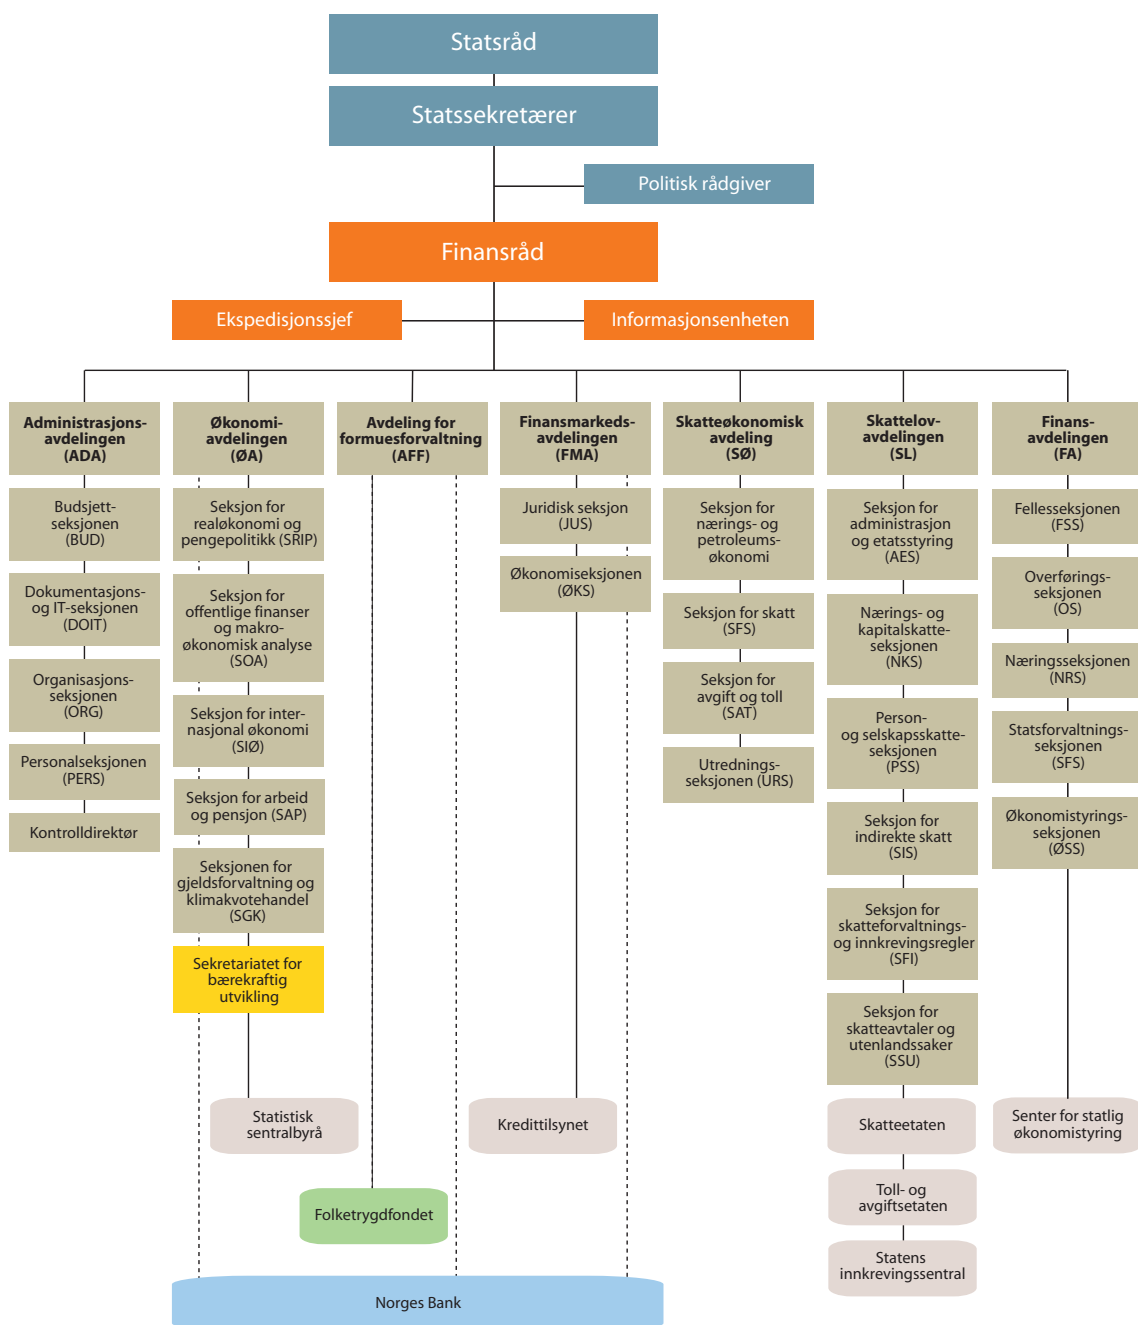 Statsråd
Statssekretærer
Politisk rådgiver
Finansråd
Ekspedisjonssjef
Informasjonsenheten
Administrasjons-
avdelingen
(ADA)
Budsjett-
seksjonen
(BUD)
Dokumentasjons-
og IT-seksjonen
(DOIT)
Organisasjons-
seksjonen
(ORG)
Personalseksjonen
(PERS)
Kontrolldirektør
Økonomi-
avdelingen
(ØA)
Seksjon for
realøkonomi og
pengepolitikk (SRIP)
Seksjon for
offentlige finanser
og makro-
økonomisk analyse
(SOA)
Seksjon for inter-
nasjonal økonomi
(SIØ)
Seksjon for arbeid
og pensjon (SAP)
Seksjonen for
gjeldsforvaltning og
klimakvotehandel
(SGK)
Sekretariatet for
bærekraftig
utvikling
Statistisk
sentralbyrå
Avdeling for
formuesforvaltning
(AFF)
Folketrygdfondet
Finansmarkeds-
avdelingen
(FMA)
Juridisk seksjon
(JUS)
Økonomiseksjonen
(ØKS)
Kredittilsynet
Norges Bank
Skatteøkonomisk
avdeling
(SØ)
Seksjon for
nærings- og
petroleums-
økonomi
Seksjon for skatt
(SFS)
Seksjon for
avgift og toll
(SAT)
Utrednings-
seksjonen (URS)
Skattelov-
avdelingen
(SL)
Seksjon for
administrasjon
og etatsstyring
(AES)
Nærings- og
kapitalskatte-
seksjonen
(NKS)
Person-
og selskapsskatte-
seksjonen
(PSS)
Seksjon for
indirekte skatt
(SIS)
Seksjon for
skatteforvaltnings-
og innkrevingsregler
(SFI)
Seksjon for
skatteavtaler og
utenlandssaker
(SSU)
Skatteetaten
Toll- og
avgiftsetaten
Statens
innkrevingssentral
Finans-
avdelingen
(FA)
Fellesseksjonen
(FSS)
Overførings-
seksjonen
(OS)
Næringsseksjonen
(NRS)
Statsforvaltnings-
seksjonen
(SFS)
Økonomistyrings-
seksjonen
(ØSS)
Senter for statlig
økonomistyring